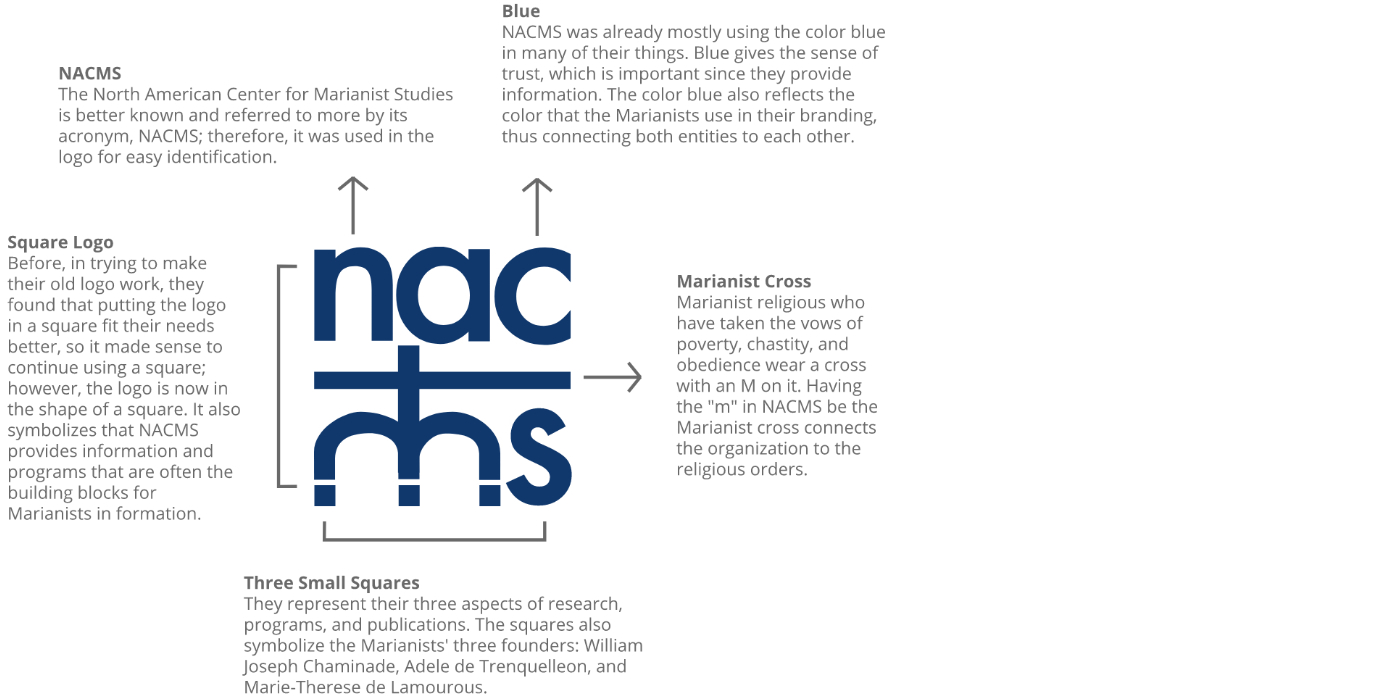 Blue
NACMS was already mostly using the color blue
in many of their things. Blue gives the sense of
trust, which is important since they provide
information. The color blue also reflects the
color that the Marianists use in their branding,
thus connecting both entities to each other.
NACMS
The North American Center for Marianist Studies
is better known and referred to more by its
acronym, NACMS; therefore, it was used in the
logo for easy identification.
Square Logo
Before, in trying to make
their old logo work, they
found that putting the logo
in a square fit their needs
better, so it made sense to
continue using a square;
however, the logo is now in
the shape of a square. It also
symbolizes that NACMS
provides information and
programs that are often the
building blocks for
Marianists in formation.
nac
ms
Marianist Cross
Marianist religious who
have taken the vows of
poverty, chastity, and
obedience wear a cross
with an M on it. Having
the "m" in NACMS be the
Marianist cross connects
the organization to the
religious orders.
Three Small Squares
They represent their three aspects of research,
programs, and publications. The squares also
symbolize the Marianists' three founders: William
Joseph Chaminade, Adele de Trenquelleon, and
Marie-Therese de Lamourous.